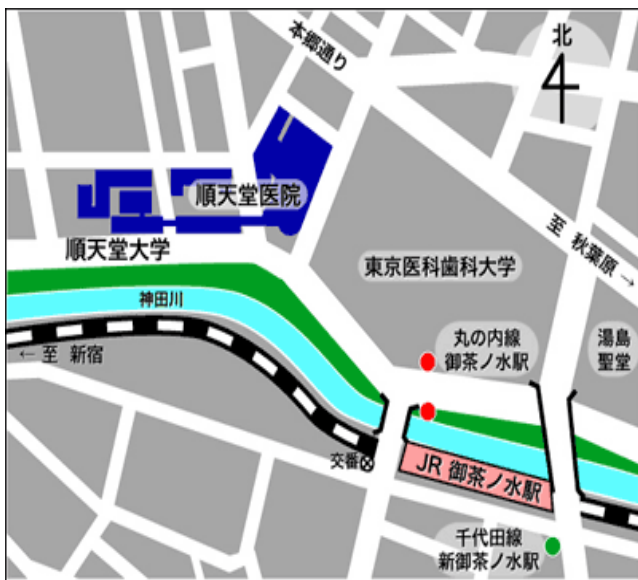 北
本郷通り
順天堂医院
順天堂大学
東京医科歯科大学
至 秋葉原 →
神田川
← 至 新宿
丸の内線
御茶ノ水駅
湯島
聖堂
交番
JR 御茶ノ水駅
千代田線
新御茶ノ水駅